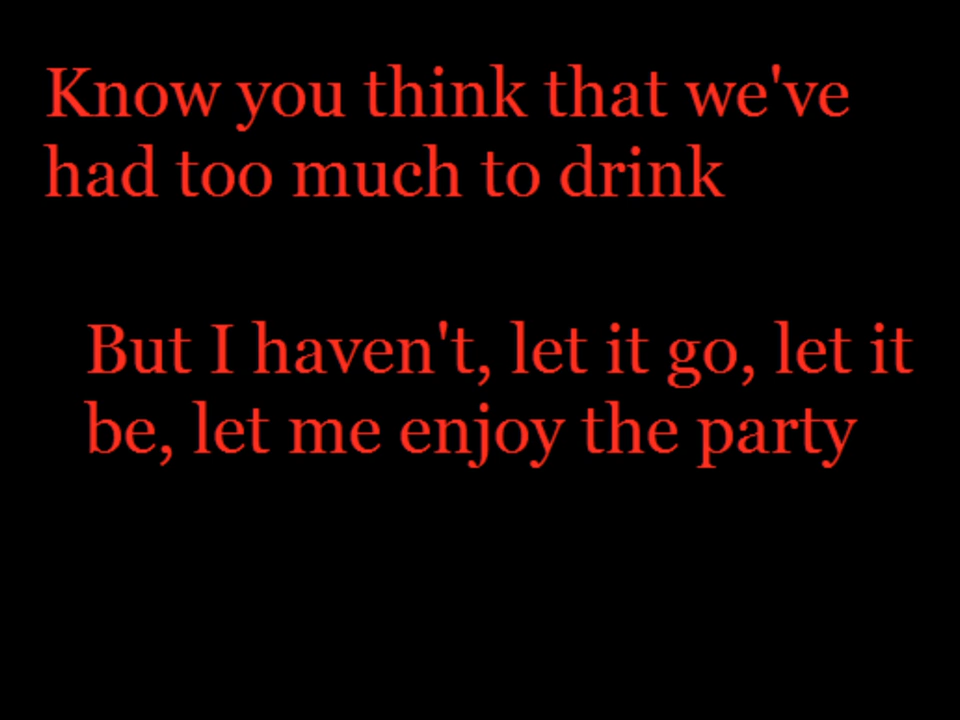 Know you think that we've
had too much to drink
But I haven't, let it go, let it
be, let me enjoy the party